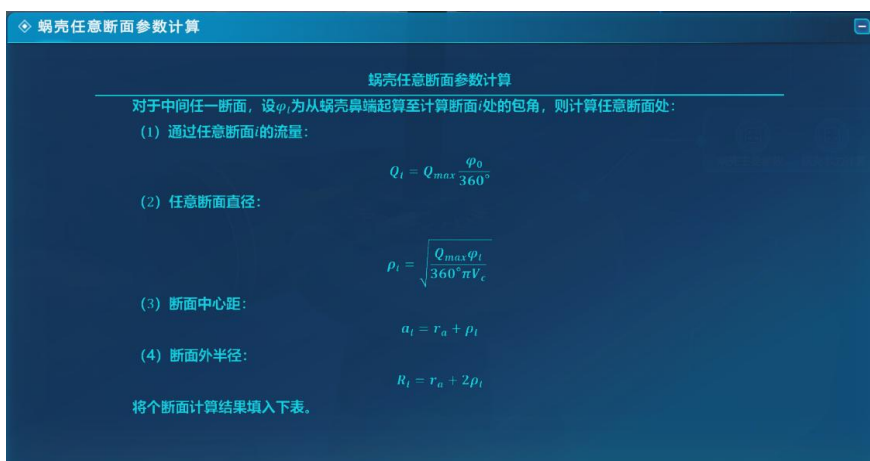 蜗壳任意断面参数计算
蜗壳任意断面参数计算
对于中间任一断面，设φᵢ为从蜗壳鼻端起算至计算断面i处的包角，则计算任意断面处：
（1）通过任意断面i的流量：
Qᵢ = Qₘₐₓ φ₀/360°
（2）任意断面直径：
ρᵢ = √(Qₘₐₓφᵢ/360°πV_c)
（3）断面中心距：
aᵢ = rₐ + ρᵢ
（4）断面外半径：
Rᵢ = rₐ + 2ρᵢ
将个断面计算结果填入下表。